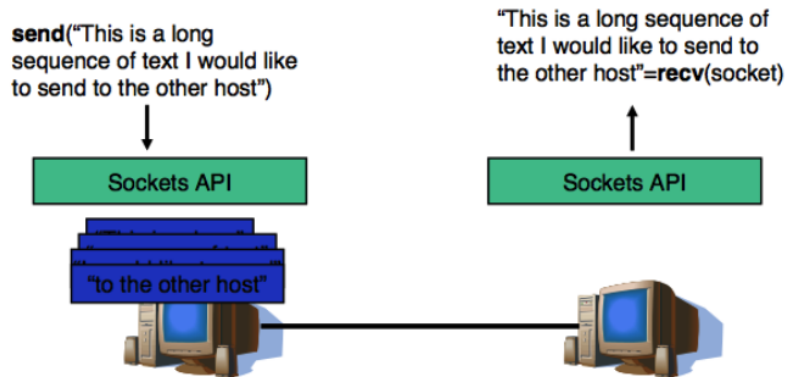 send(“This is a long
sequence of text I would like
to send to the other host”)
“This is a long sequence of
text I would like to send to
the other host”=recv(socket)
Sockets API
Sockets API
“to the other host”